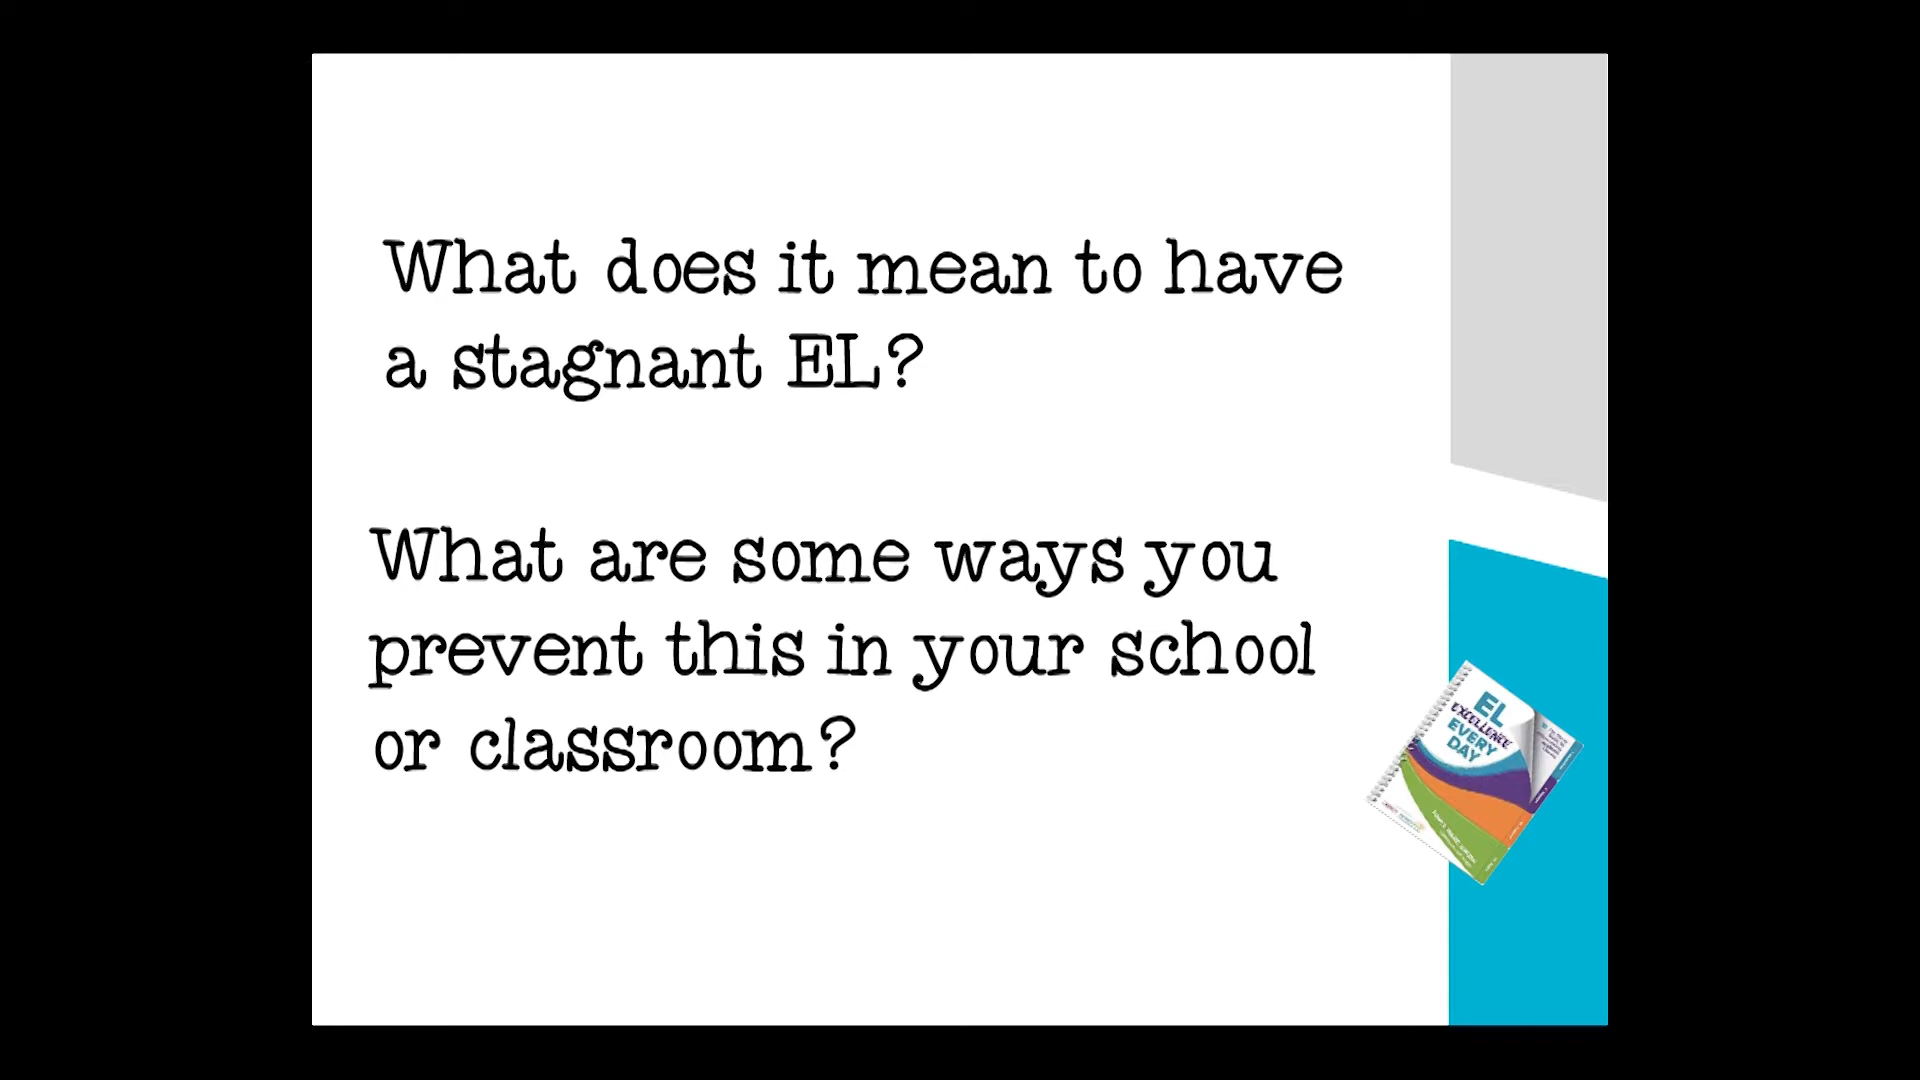 What does it mean to have
a stagnant EL?
What are some ways you
prevent this in your school
or classroom?
EL
EXCELLENCE
EVERY
DAY